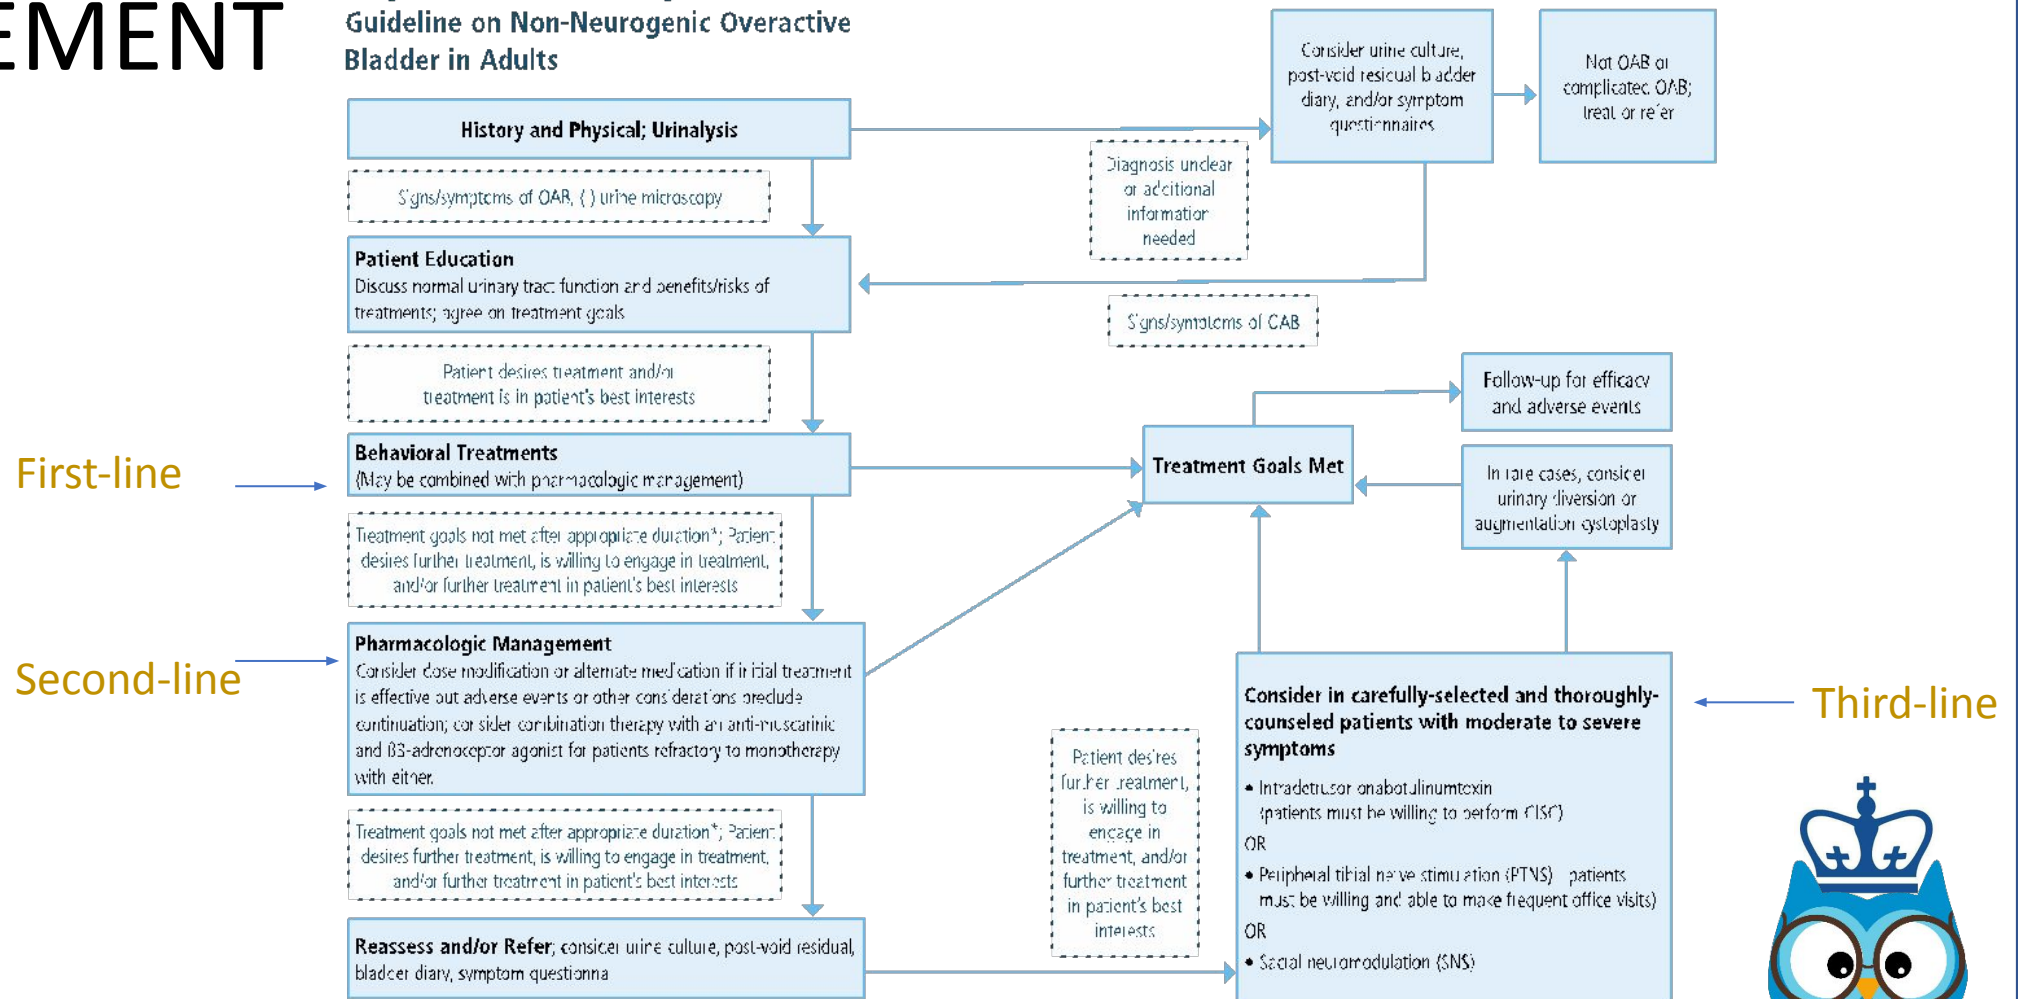 EMENT
Guideline on Non-Neurogenic Overactive
Bladder in Adults
History and Physical; Urinalysis
Signs/symptoms of OAB, ( ) urine microscopy
Patient Education
Discuss normal urinary tract function and benefits/risks of
treatments; agree on treatment goals
Patient desires treatment and/or
treatment is in patient's best interests
First-line
Behavioral Treatments
(May be combined with pharmacologic management)
Treatment goals not met after appropriate duration*; Patient
desires further treatment, is willing to engage in treatment,
and/or further treatment in patient's best interests
Second-line
Pharmacologic Management
Consider dose modification or alternate medication if initial treatment
is effective but adverse events or other considerations preclude
continuation; consider combination therapy with an anti-muscarinic
and ß3-adrenoceptor agonist for patients refractory to monotherapy
with either.
Treatment goals not met after appropriate duration*; Patient
desires further treatment, is willing to engage in treatment,
and/or further treatment in patient's best interests
Reassess and/or Refer; consider urine culture, post-void residual,
bladder diary, symptom questionna
Consider urine culture,
post-void residual bladder
diary, and/or symptom
questionnaires
Not OAB or
complicated OAB;
treat or refer
Diagnosis unclear
or additional
information
needed
Signs/symptoms of OAB
Follow-up for efficacy
and adverse events
Treatment Goals Met
In rare cases, consider
urinary diversion or
augmentation cystoplasty
Patient desires
further treatment,
is willing to
engage in
treatment, and/or
further treatment
in patient's best
interests
Consider in carefully-selected and thoroughly-
counseled patients with moderate to severe
symptoms
• Intradetrusor onabotulinumtoxin
(patients must be willing to perform CISC)
OR
• Peripheral tibial nerve stimulation (PTNS) patients
must be willing and able to make frequent office visits)
OR
• Sacral neuromodulation (SNS)
Third-line